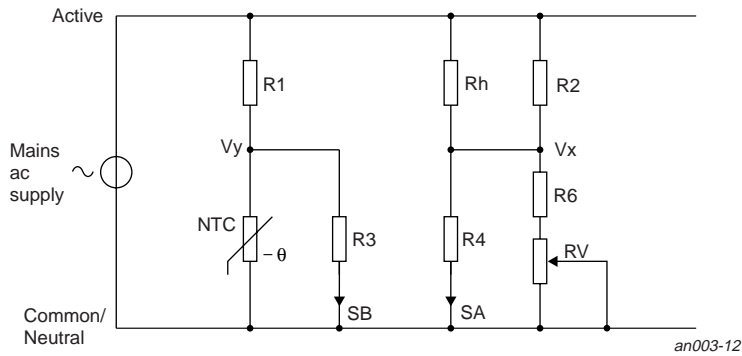 Active
R1
Rh
R2
Vy
Vx
Mains
ac
supply
R6
NTC
R3
R4
RV
– θ
SB
SA
Common/
Neutral
an003-12